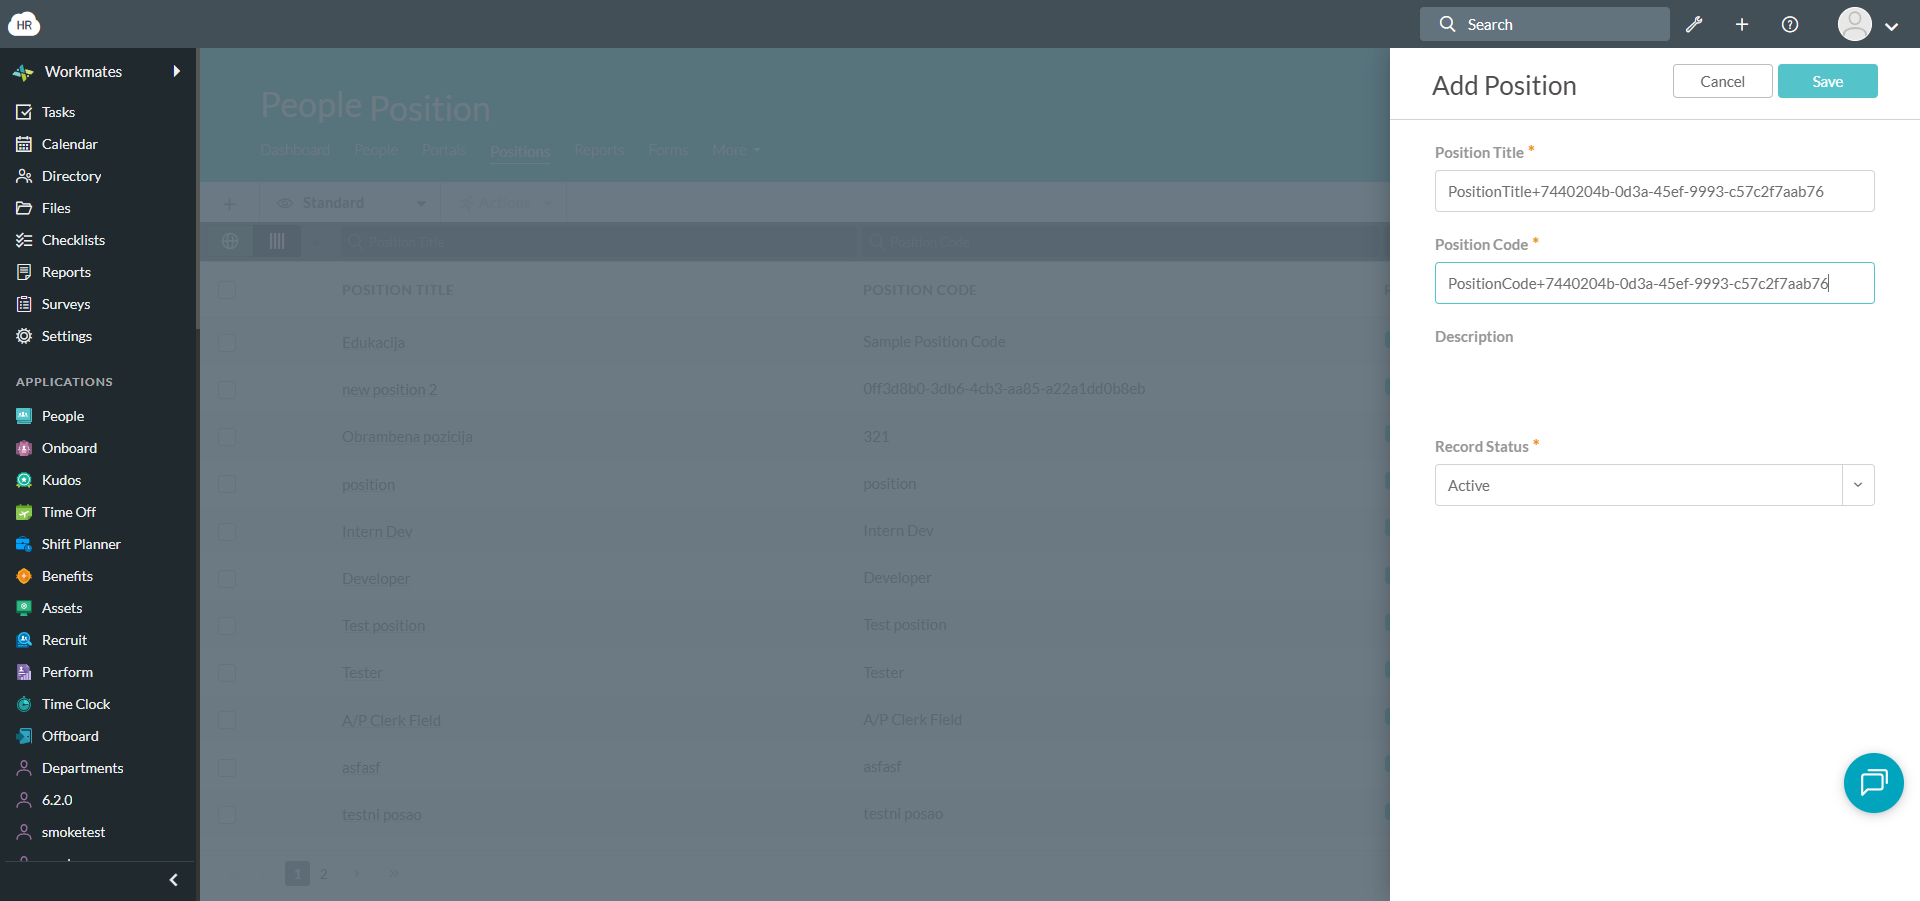 HR
Search
Workmates
Tasks
Calendar
Directory
Files
Checklists
Reports
Surveys
Settings
APPLICATIONS
People
Onboard
Kudos
Time Off
Shift Planner
Benefits
Assets
Recruit
Perform
Time Clock
Offboard
Departments
6.2.0
smoketest
People Position
Dashboard People Portals Positions Reports Forms More
Standard Actions
Position Title Position Code
POSITION TITLE POSITION CODE
Edukacija Sample Position Code
new position 2 0ff3d8b0-3db6-4cb3-aa85-a22a1dd0b8eb
Obrambena pozicija 321
position position
Intern Dev Intern Dev
Developer Developer
Test position Test position
Tester Tester
A/P Clerk Field A/P Clerk Field
asfasf asfasf
testni posao testni posao
1 2
Add Position
Cancel Save
Position Title *
PositionTitle+7440204b-0d3a-45ef-9993-c57c2f7aab76
Position Code *
PositionCode+7440204b-0d3a-45ef-9993-c57c2f7aab76
Description
Record Status *
Active